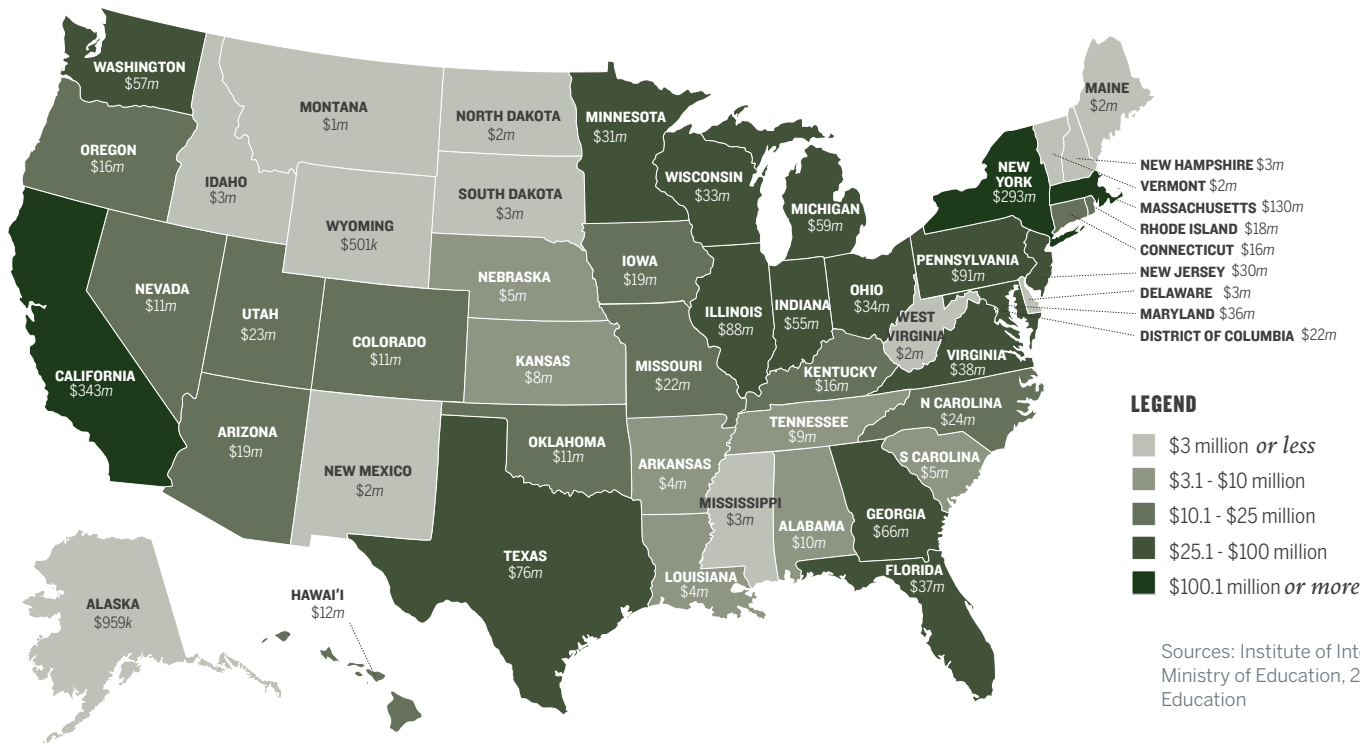 WASHINGTON
$57m
OREGON
$16m
CALIFORNIA
$343m
NEVADA
$11m
IDAHO
$3m
MONTANA
$1m
WYOMING
$501k
UTAH
$23m
COLORADO
$11m
ARIZONA
$19m
NEW MEXICO
$2m
NORTH DAKOTA
$2m
SOUTH DAKOTA
$3m
NEBRASKA
$5m
KANSAS
$8m
OKLAHOMA
$11m
TEXAS
$76m
MINNESOTA
$31m
IOWA
$19m
MISSOURI
$22m
ARKANSAS
$4m
LOUISIANA
$4m
WISCONSIN
$33m
ILLINOIS
$88m
MICHIGAN
$59m
INDIANA
$55m
OHIO
$34m
KENTUCKY
$16m
TENNESSEE
$9m
MISSISSIPPI
$3m
ALABAMA
$10m
GEORGIA
$66m
FLORIDA
$37m
S CAROLINA
$5m
N CAROLINA
$24m
VIRGINIA
$38m
WEST
VIRGINIA
$2m
PENNSYLVANIA
$91m
NEW
YORK
$293m
MAINE
$2m
NEW HAMPSHIRE $3m
VERMONT $2m
MASSACHUSETTS $130m
RHODE ISLAND $18m
CONNECTICUT $16m
NEW JERSEY $30m
DELAWARE $3m
MARYLAND $36m
DISTRICT OF COLUMBIA $22m
ALASKA
$959k
HAWAI'I
$12m
LEGEND
$3 million or less
$3.1 - $10 million
$10.1 - $25 million
$25.1 - $100 million
$100.1 million or more
Sources: Institute of
Ministry of Education,
Education